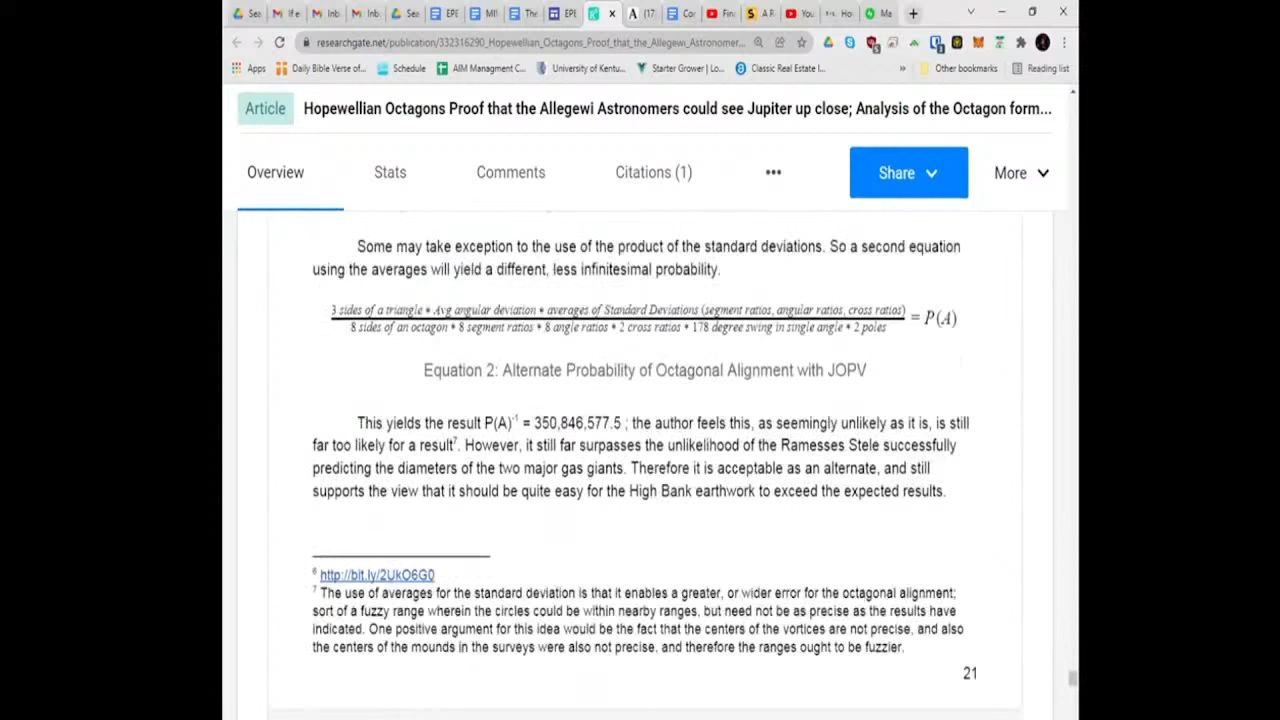 See
If e
Inb
Inb
See
EPE
MII
The
EPE
(17
Cor
Fin
A R
You
Ho
Me
researchgate.net/publication/332316290_Hopewellian_Octagons_Proof_that_the_Allegewi_Astronomer...
Apps Daily Bible Verse of... Schedule AIM Managment C... University of Kentu... Starter Grower | Lo... Classic Real Estate I... » Other bookmarks Reading list
Article Hopewellian Octagons Proof that the Allegewi Astronomers could see Jupiter up close; Analysis of the Octagon form...
Overview Stats Comments Citations (1) ••• Share More
Some may take exception to the use of the product of the standard deviations. So a second equation
using the averages will yield a different, less infinitesimal probability.
3 sides of a triangle * Avg angular deviation * averages of Standard Deviations (segment ratios, angular ratios, cross ratios)
8 sides of an octagon * 8 segment ratios * 8 angle ratios * 2 cross ratios * 178 degree swing in single angle * 2 poles
= P(A)
Equation 2: Alternate Probability of Octagonal Alignment with JOPV
This yields the result P(A)⁻¹ = 350,846,577.5 ; the author feels this, as seemingly unlikely as it is, is still
far too likely for a result⁷. However, it still far surpasses the unlikelihood of the Ramesses Stele successfully
predicting the diameters of the two major gas giants. Therefore it is acceptable as an alternate, and still
supports the view that it should be quite easy for the High Bank earthwork to exceed the expected results.
⁶ http://bit.ly/2UkO6G0
⁷ The use of averages for the standard deviation is that it enables a greater, or wider error for the octagonal alignment;
sort of a fuzzy range wherein the circles could be within nearby ranges, but need not be as precise as the results have
indicated. One positive argument for this idea would be the fact that the centers of the vortices are not precise, and also
the centers of the mounds in the surveys were also not precise, and therefore the ranges ought to be fuzzier.
21